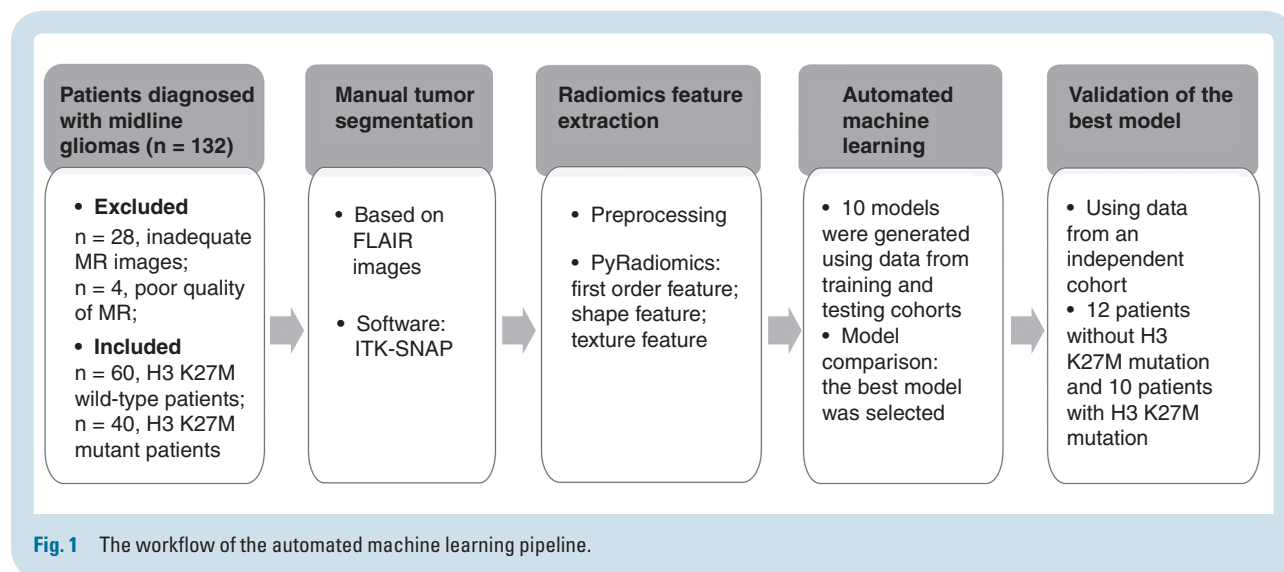 Patients diagnosed
with midline
gliomas (n = 132)
• Excluded
n = 28, inadequate
MR images;
n = 4, poor quality
of MR;
• Included
n = 60, H3 K27M
wild-type patients;
n = 40, H3 K27M
mutant patients
Manual tumor
segmentation
• Based on
FLAIR
images
• Software:
ITK-SNAP
Radiomics feature
extraction
• Preprocessing
• PyRadiomics:
first order feature;
shape feature;
texture feature
Automated
machine
learning
• 10 models
were generated
using data from
training and
testing cohorts
• Model
comparison:
the best model
was selected
Validation of the
best model
• Using data
from an
independent
cohort
• 12 patients
without H3
K27M mutation
and 10 patients
with H3 K27M
mutation
Fig. 1 The workflow of the automated machine learning pipeline.